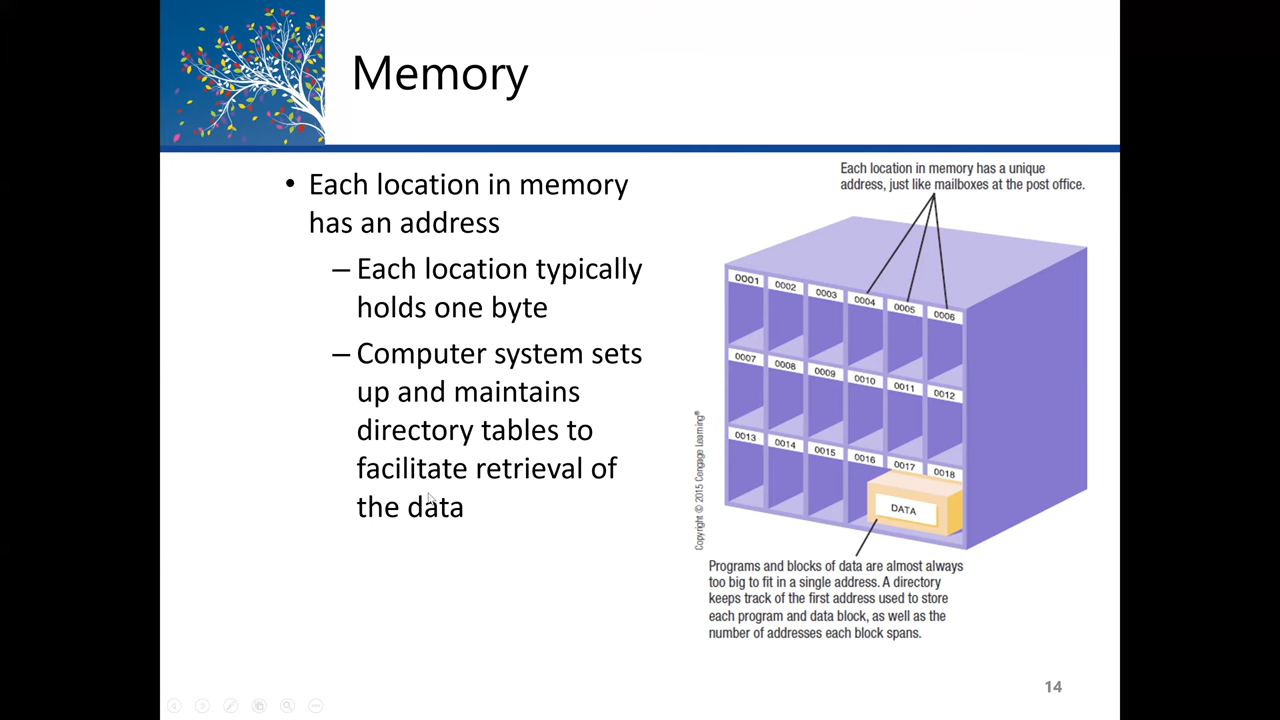 Memory
• Each location in memory
has an address
– Each location typically
holds one byte
– Computer system sets
up and maintains
directory tables to
facilitate retrieval of
the data
Each location in memory has a unique
address, just like mailboxes at the post office.
0001 0002 0003 0004 0005 0006
0007 0008 0009 0010 0011 0012
0013 0014 0015 0016 0017 0018
DATA
Copyright © 2015 Cengage Learning®
Programs and blocks of data are almost always
too big to fit in a single address. A directory
keeps track of the first address used to store
each program and data block, as well as the
number of addresses each block spans.
14